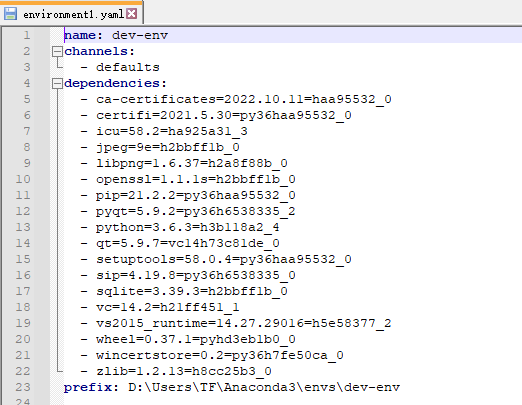 environment1.yaml
1 name: dev-env
2 channels:
3 - defaults
4 dependencies:
5 - ca-certificates=2022.10.11=haa95532_0
6 - certifi=2021.5.30=py36haa95532_0
7 - icu=58.2=ha925a31_3
8 - jpeg=9e=h2bbff1b_0
9 - libpng=1.6.37=h2a8f88b_0
10 - openssl=1.1.1s=h2bbff1b_0
11 - pip=21.2.2=py36haa95532_0
12 - pyqt=5.9.2=py36h6538335_2
13 - python=3.6.3=h3b118a2_4
14 - qt=5.9.7=vc14h73c81de_0
15 - setuptools=58.0.4=py36haa95532_0
16 - sip=4.19.8=py36h6538335_0
17 - sqlite=3.39.3=h2bbff1b_0
18 - vc=14.2=h21ff451_1
19 - vs2015_runtime=14.27.29016=h5e58377_2
20 - wheel=0.37.1=pyhd3eb1b0_0
21 - wincertstore=0.2=py36h7fe50ca_0
22 - zlib=1.2.13=h8cc25b3_0
23 prefix: D:\Users\TF\Anaconda3\envs\dev-env